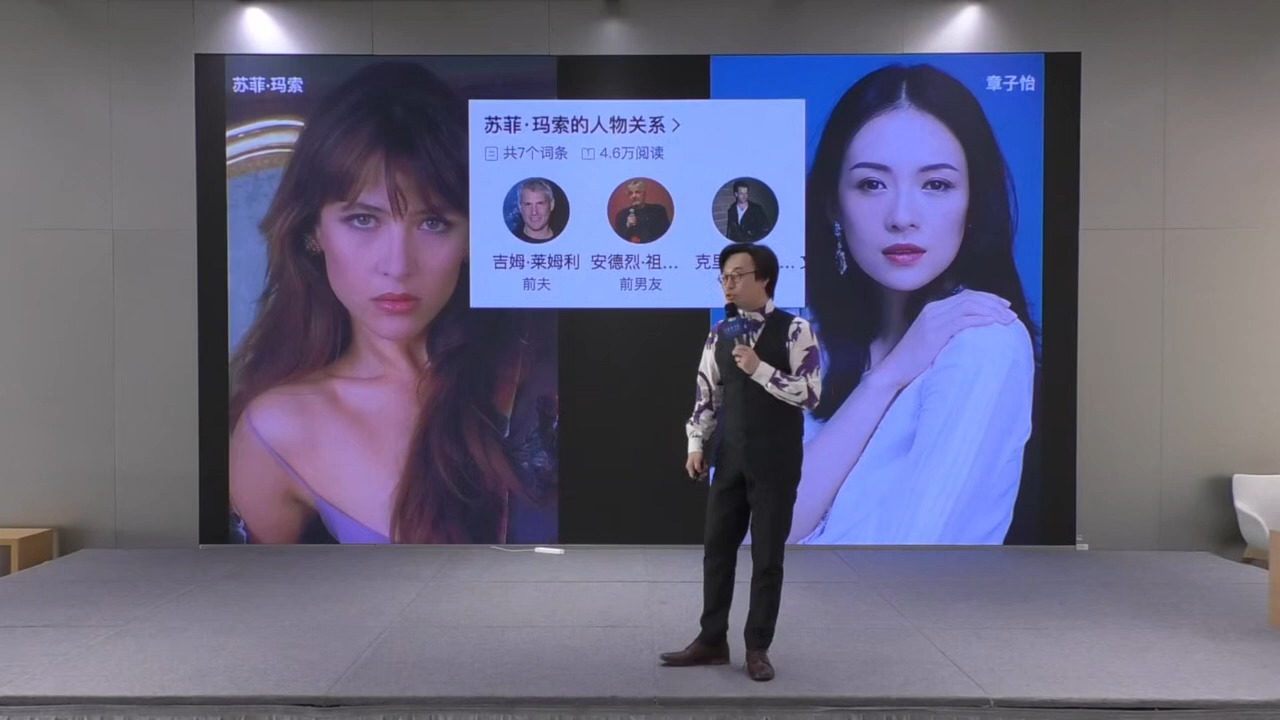 苏菲·玛索
章子怡
苏菲·玛索的人物关系
共7个词条 4.6万阅读
吉姆·莱姆利 安德烈·祖... 克里
前夫 前男友